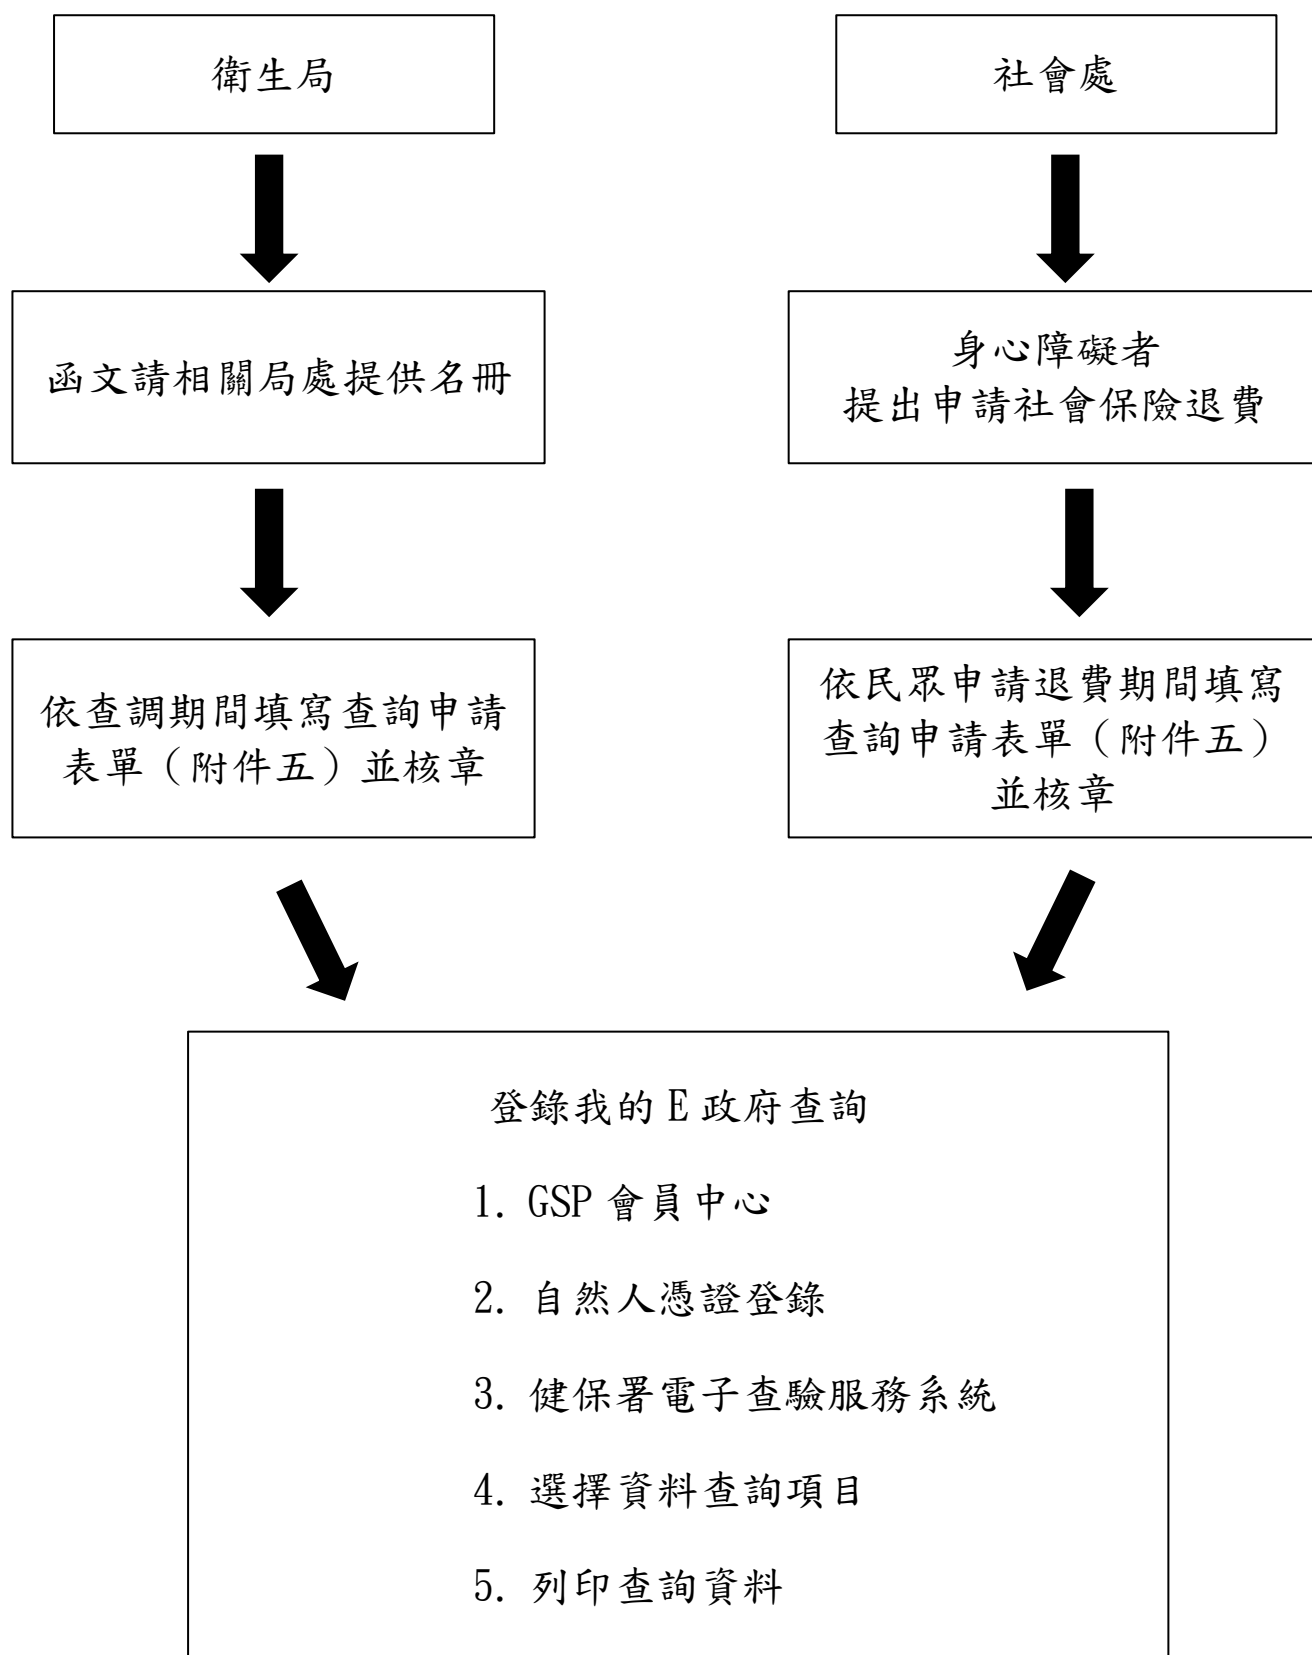 衛生局
社會處
函文請相關局處提供名冊
身心障礙者
提出申請社會保險退費
依查調期間填寫查詢申請
表單（附件五）並核章
依民眾申請退費期間填寫
查詢申請表單（附件五）
並核章
登錄我的 E 政府查詢
1. GSP 會員中心
2. 自然人憑證登錄
3. 健保署電子查驗服務系統
4. 選擇資料查詢項目
5. 列印查詢資料